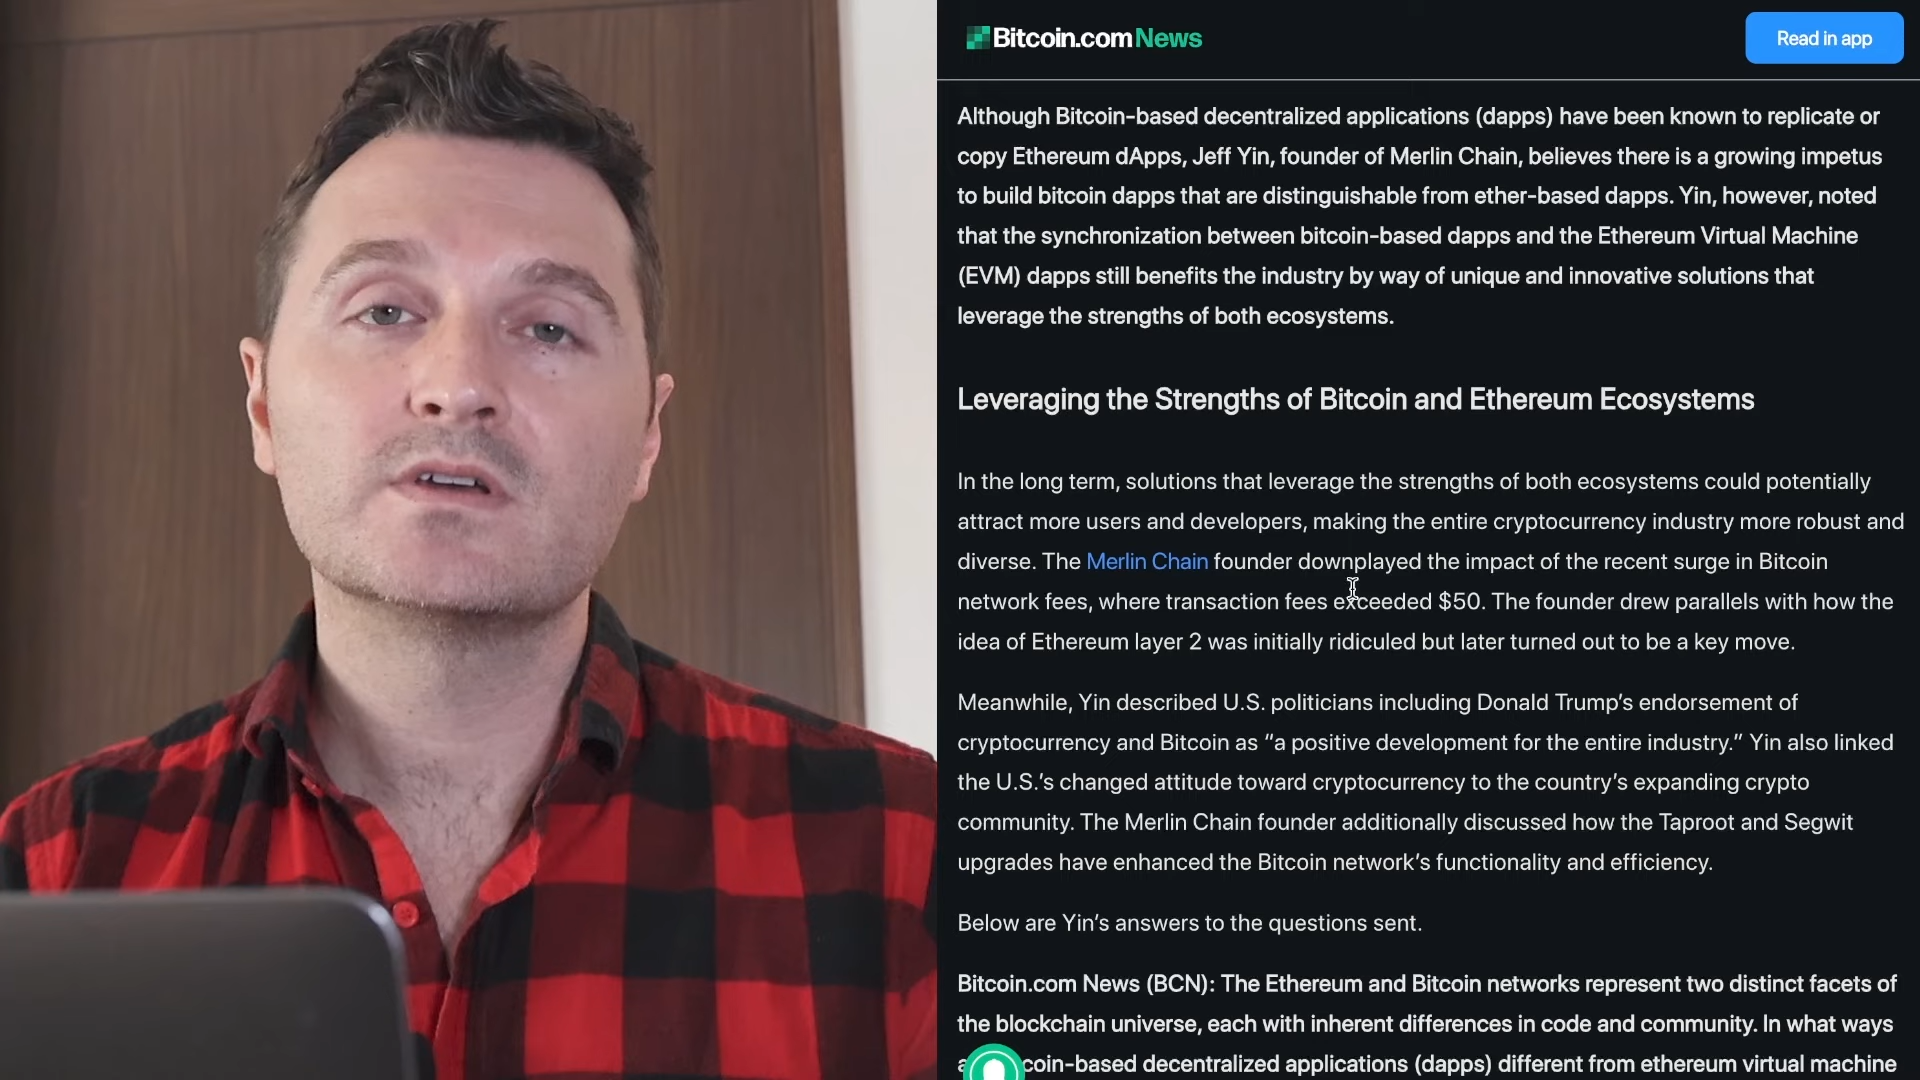 Bitcoin.com News
Read in app
Although Bitcoin-based decentralized applications (dapps) have been known to replicate or
copy Ethereum dApps, Jeff Yin, founder of Merlin Chain, believes there is a growing impetus
to build bitcoin dapps that are distinguishable from ether-based dapps. Yin, however, noted
that the synchronization between bitcoin-based dapps and the Ethereum Virtual Machine
(EVM) dapps still benefits the industry by way of unique and innovative solutions that
leverage the strengths of both ecosystems.
Leveraging the Strengths of Bitcoin and Ethereum Ecosystems
In the long term, solutions that leverage the strengths of both ecosystems could potentially
attract more users and developers, making the entire cryptocurrency industry more robust and
diverse. The Merlin Chain founder downplayed the impact of the recent surge in Bitcoin
network fees, where transaction fees exceeded $50. The founder drew parallels with how the
idea of Ethereum layer 2 was initially ridiculed but later turned out to be a key move.
Meanwhile, Yin described U.S. politicians including Donald Trump’s endorsement of
cryptocurrency and Bitcoin as “a positive development for the entire industry.” Yin also linked
the U.S.’s changed attitude toward cryptocurrency to the country’s expanding crypto
community. The Merlin Chain founder additionally discussed how the Taproot and Segwit
upgrades have enhanced the Bitcoin network’s functionality and efficiency.
Below are Yin’s answers to the questions sent.
Bitcoin.com News (BCN): The Ethereum and Bitcoin networks represent two distinct facets of
the blockchain universe, each with inherent differences in code and community. In what ways
coin-based decentralized applications (dapps) different from ethereum virtual machine